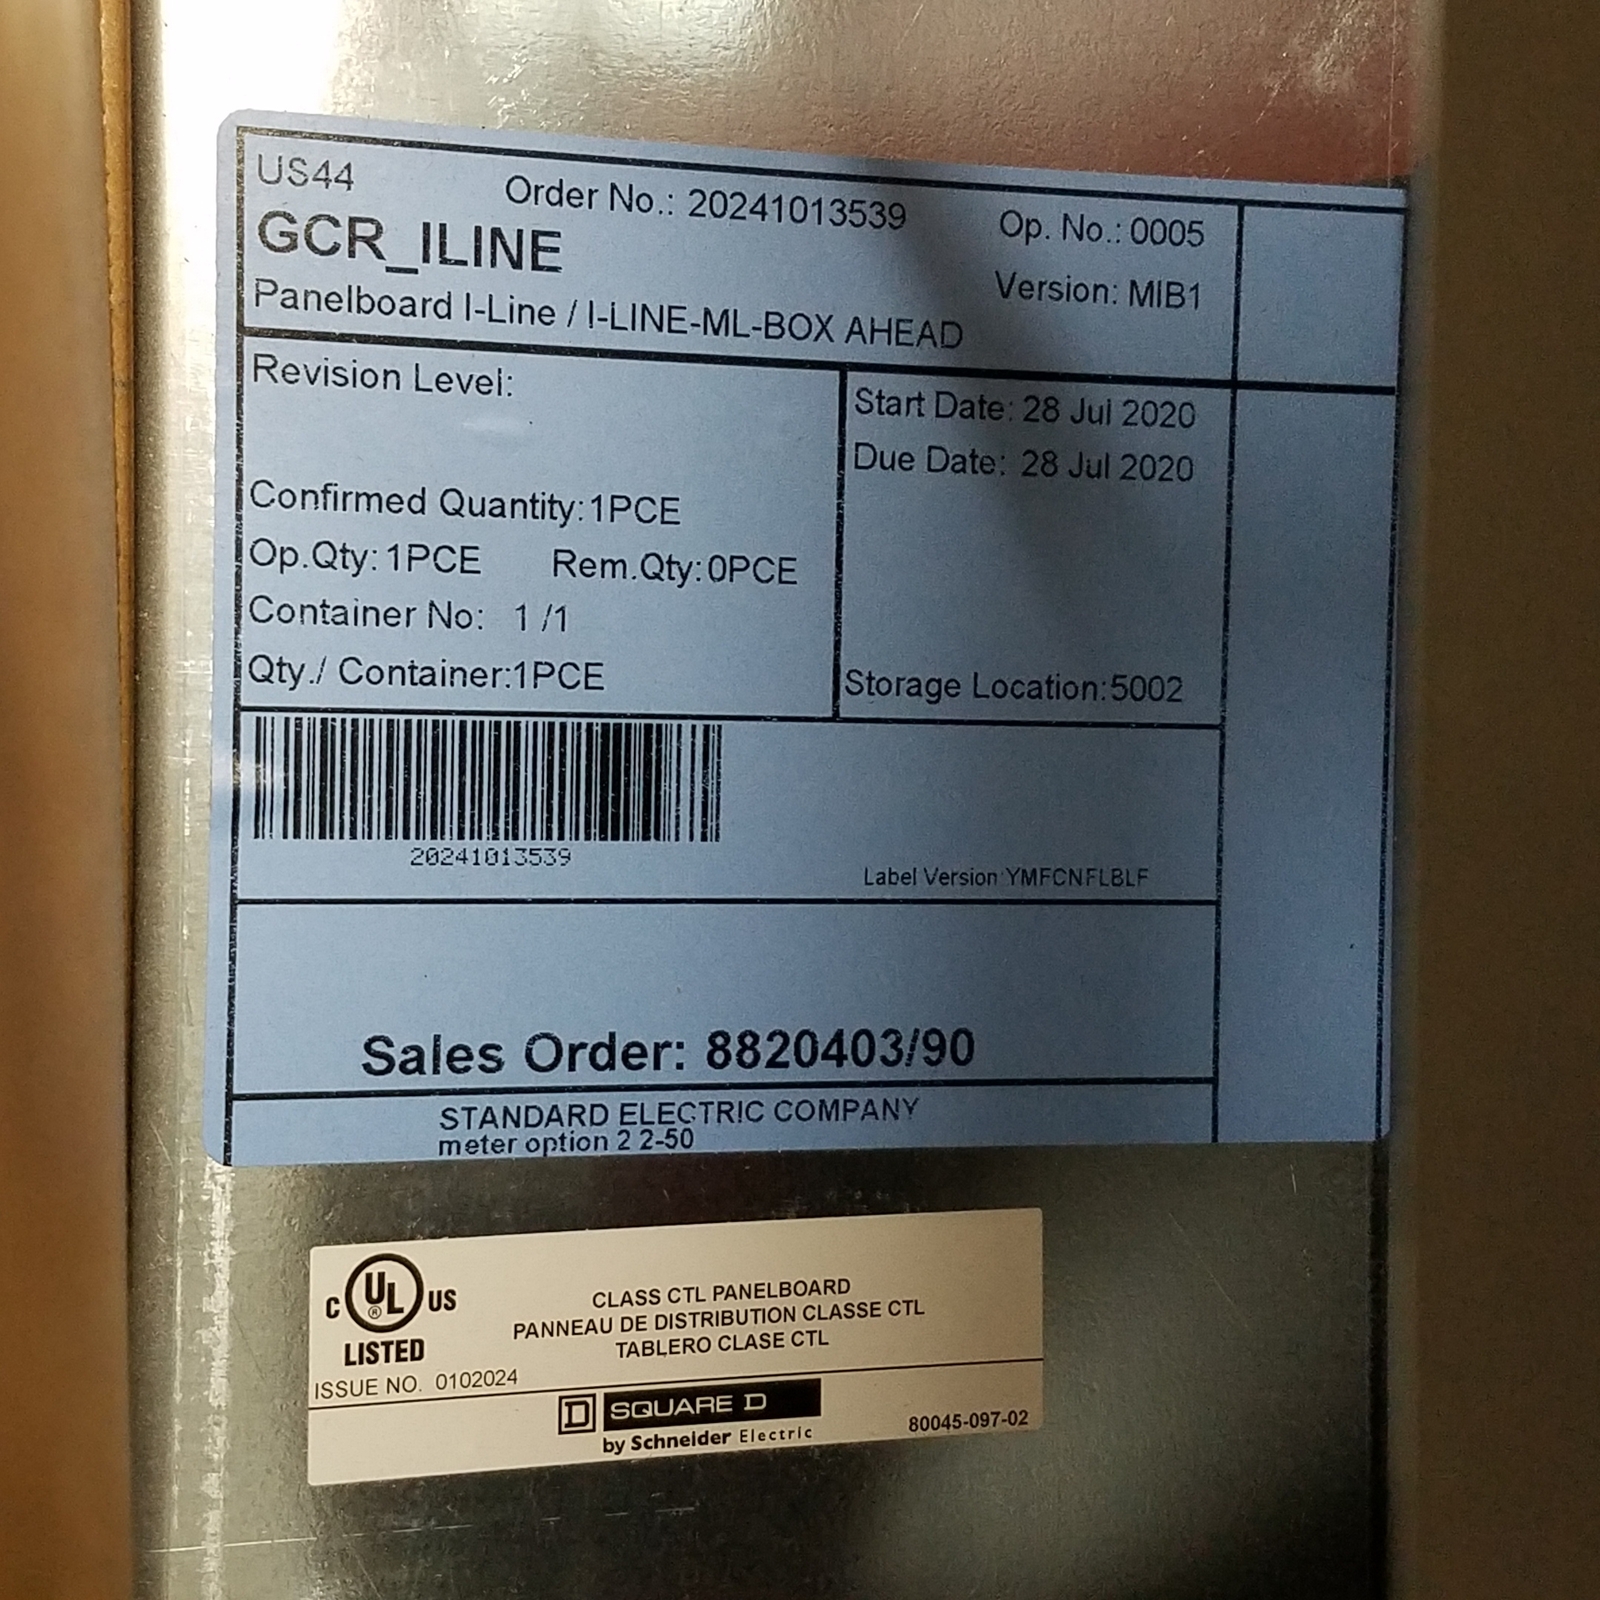 US44
Order No.: 20241013539
Op. No.: 0005
GCR_ILINE
Version: MIB1
Panelboard I-Line / I-LINE-ML-BOX AHEAD
Revision Level:
Start Date: 28 Jul 2020
Due Date: 28 Jul 2020
Confirmed Quantity:1PCE
Op.Qty:1PCE Rem.Qty:0PCE
Container No: 1 /1
Qty./ Container:1PCE
Storage Location:5002
20241013539
Label Version YMFCNFLBLF
Sales Order: 8820403/90
STANDARD ELECTRIC COMPANY
meter option 2 2-50
C UL ® US
LISTED
CLASS CTL PANELBOARD
PANNEAU DE DISTRIBUTION CLASSE CTL
TABLERO CLASE CTL
ISSUE NO. 0102024
D SQUARE D
by Schneider Electric
80045-097-02